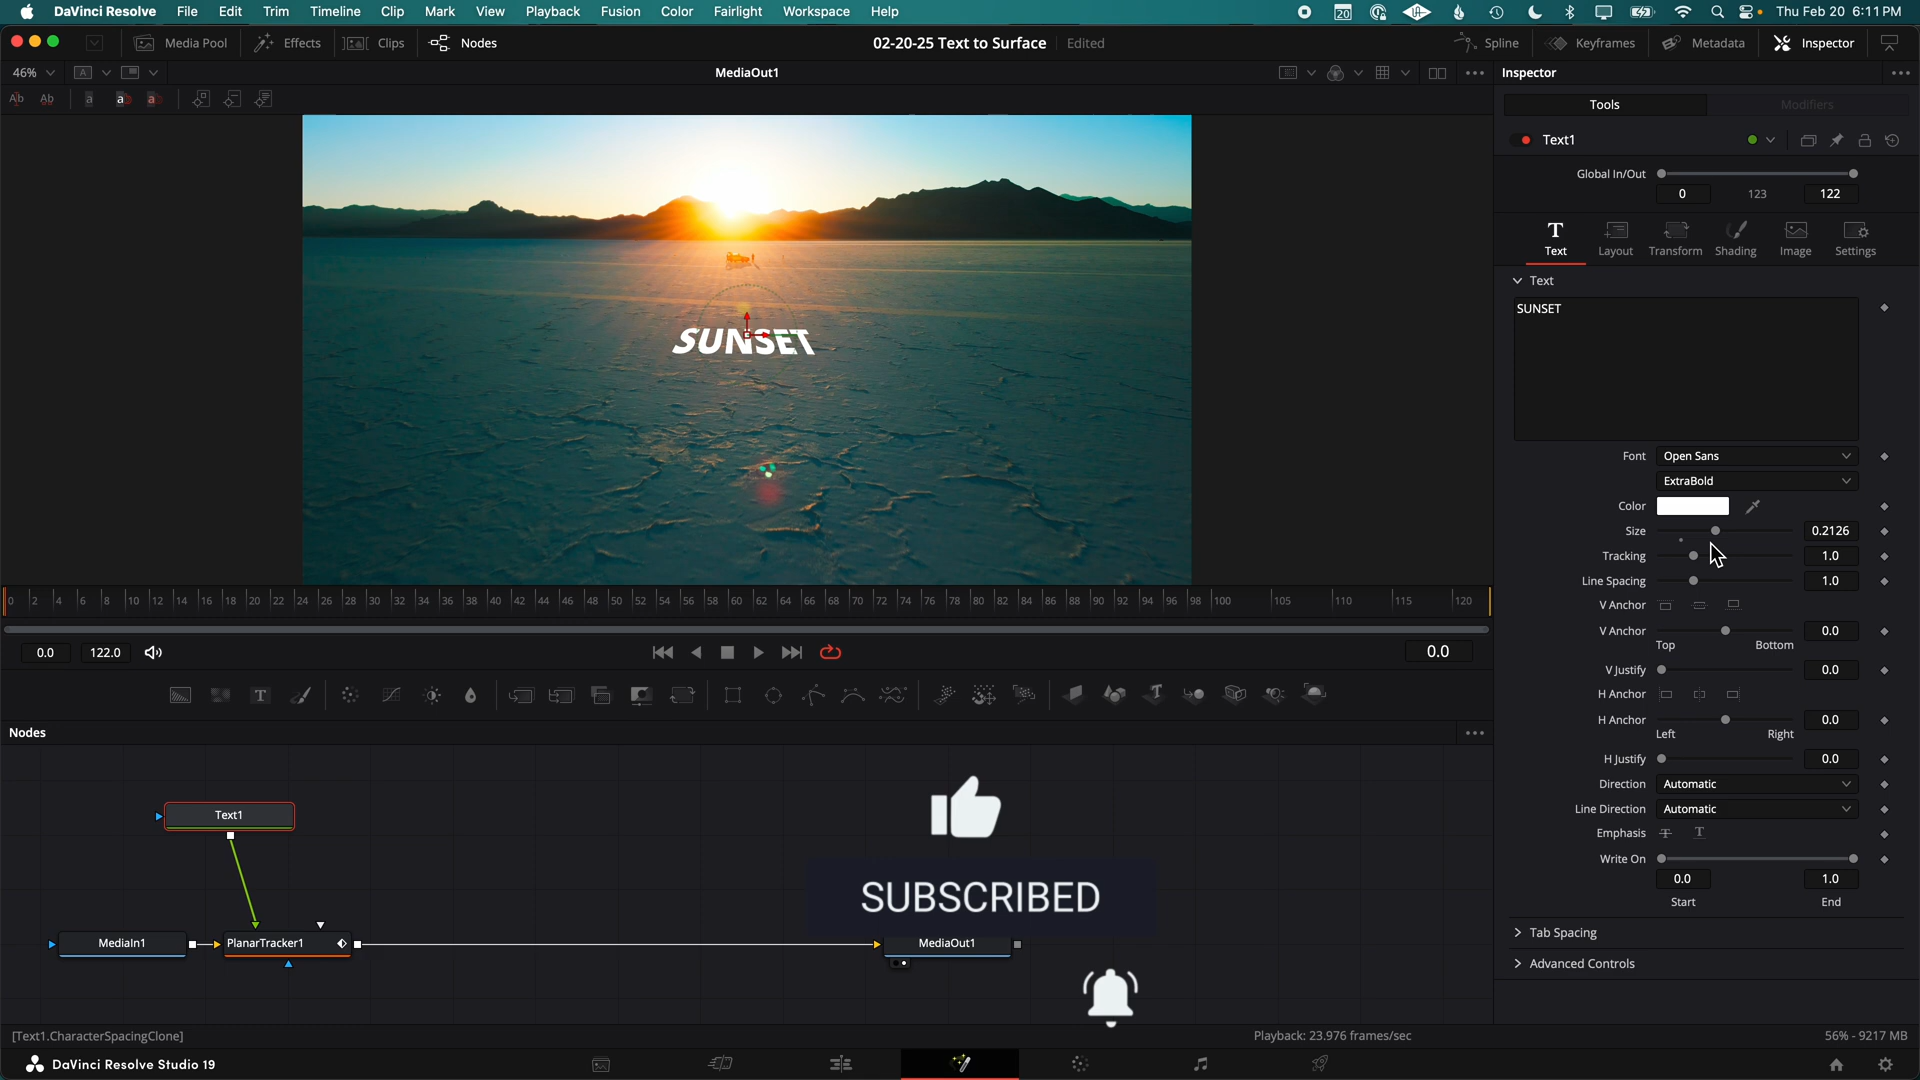 DaVinci Resolve File Edit Trim Timeline Clip Mark View Playback Fusion Color Fairlight Workspace Help 20 Thu Feb 20 6:11 PM
Media Pool Effects Clips Nodes 02-20-25 Text to Surface Edited Spline Keyframes Metadata Inspector
46% A MediaOut1 Inspector
Ab Ab a a a Tools Modifiers
Text1
Global In/Out
0 123 122
T
Text Layout Transform Shading Image Settings
Text
SUNSET
SUNSET
Font Open Sans
ExtraBold
Color
Size 0.2126
Tracking 1.0
Line Spacing 1.0
V Anchor
V Anchor 0.0
Top Bottom
V Justify 0.0
H Anchor
H Anchor 0.0
Left Right
H Justify 0.0
Direction Automatic
Line Direction Automatic
Emphasis T T
Write On
0.0 1.0
Start End
Tab Spacing
Advanced Controls
0 2 4 6 8 10 12 14 16 18 20 22 24 26 28 30 32 34 36 38 40 42 44 46 48 50 52 54 56 58 60 62 64 66 68 70 72 74 76 78 80 82 84 86 88 90 92 94 96 98 100 105 110 115 120
0.0 122.0 0.0
T T
Nodes
Text1
MediaIn1 PlanarTracker1 MediaOut1
SUBSCRIBED
[Text1.CharacterSpacingClone] Playback: 23.976 frames/sec 56% - 9217 MB
DaVinci Resolve Studio 19